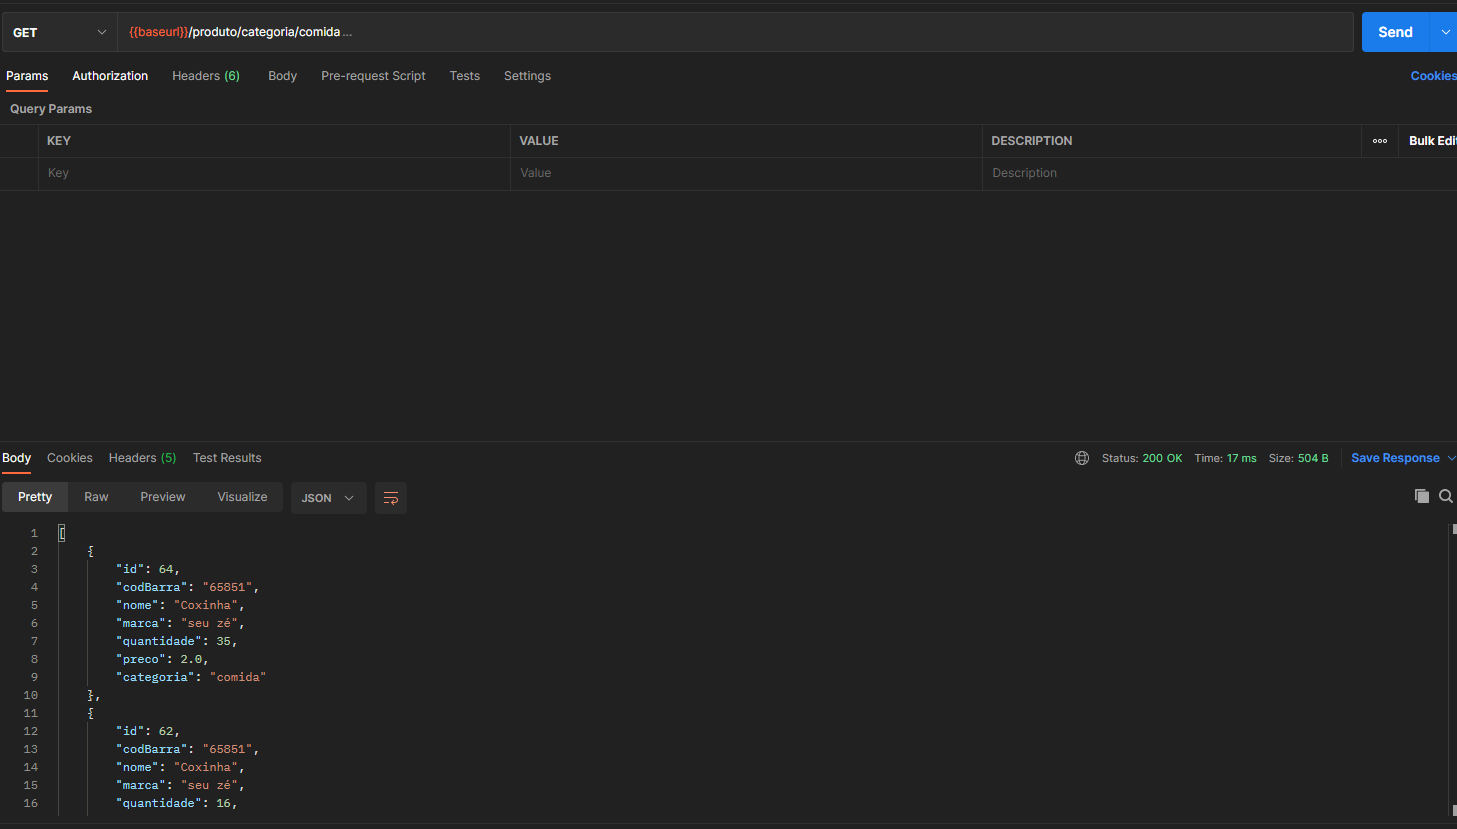 GET {{baseurl}}/produto/categoria/comida ... Send
Params Authorization Headers (6) Body Pre-request Script Tests Settings Cookies
Query Params
KEY VALUE DESCRIPTION ooo Bulk Edit
Key Value Description
Body Cookies Headers (5) Test Results Status: 200 OK Time: 17 ms Size: 504 B Save Response
Pretty Raw Preview Visualize JSON
1 [
2 {
3 "id": 64,
4 "codBarra": "65851",
5 "nome": "Coxinha",
6 "marca": "seu zé",
7 "quantidade": 35,
8 "preco": 2.0,
9 "categoria": "comida"
10 },
11 {
12 "id": 62,
13 "codBarra": "65851",
14 "nome": "Coxinha",
15 "marca": "seu zé",
16 "quantidade": 16,